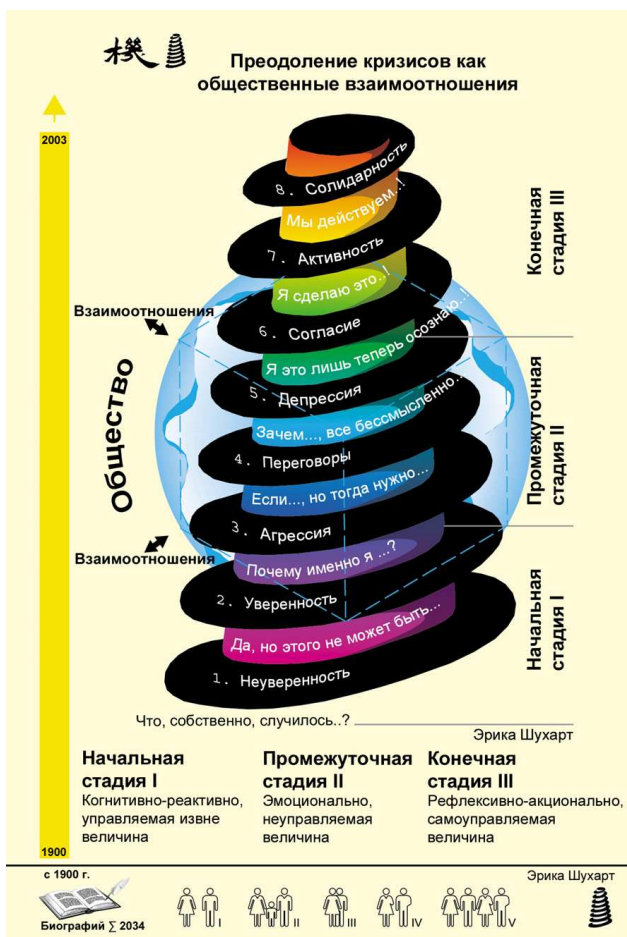 機
Преодоление кризисов как
общественные взаимоотношения
2003
8. Солидарность
Мы действуем..!
7. Активность
Я сделаю это..!
6. Согласие
Я это лишь теперь осознаю...!
5. Депрессия
Зачем..., все бессмысленно..
4. Переговоры
Если..., но тогда нужно...
3. Агрессия
Почему именно я ...?
2. Уверенность
Да, но этого не может быть...
1. Неуверенность
Взаимоотношения
Общество
Взаимоотношения
Конечная
стадия III
Промежуточная
стадия II
Начальная
стадия I
Что, собственно, случилось..?
Эрика Шухарт
Начальная
стадия I
Когнитивно-реактивно,
управляемая извне
величина
Промежуточная
стадия II
Эмоционально,
неуправляемая
величина
Конечная
стадия III
Рефлексивно-акционально,
самоуправляемая
величина
1900
с 1900 г.
Биографий ∑ 2034
I
II
III
IV
V
Эрика Шухарт